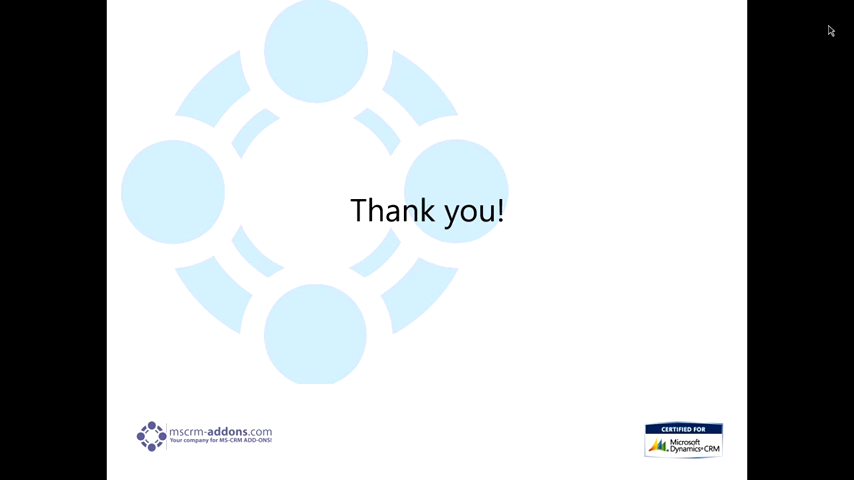 Thank you!
mscrm-addons.com
Your company for MS-CRM ADD-ONS!
CERTIFIED FOR
Microsoft
Dynamics CRM